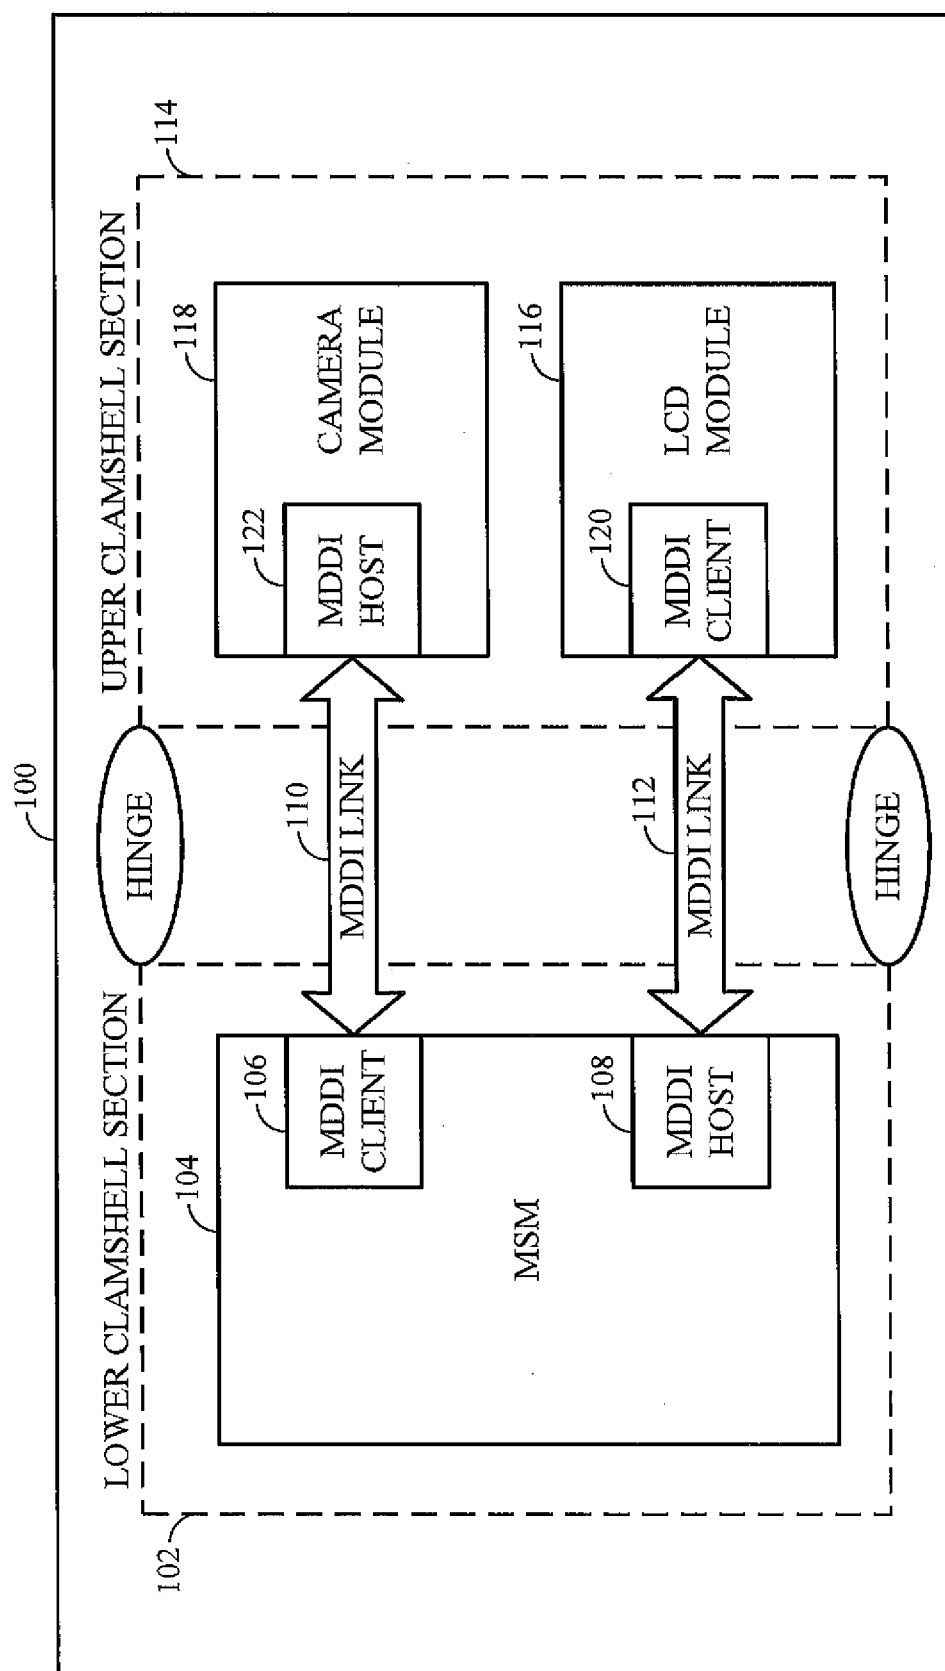 100
LOWER CLAMSHELL SECTION
HINGE
UPPER CLAMSHELL SECTION
102
104
114
106
MDDI
CLIENT
110
MDDI LINK
122
MDDI
HOST
118
CAMERA
MODULE
MSM
108
MDDI
HOST
112
MDDI LINK
120
MDDI
CLIENT
116
LCD
MODULE
HINGE